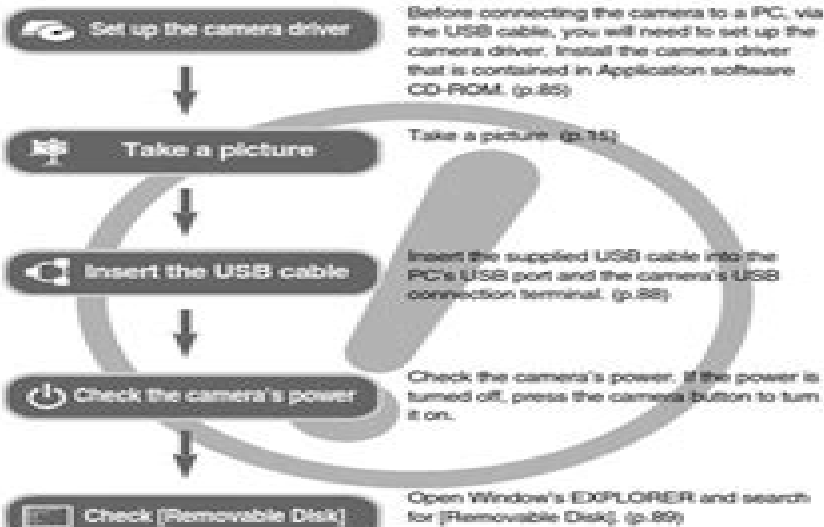 Set up the camera driver
Before connecting the camera to a PC, via
the USB cable, you will need to set up the
camera driver. Install the camera driver
that is contained in Application software
CD-ROM. (p.85)
Take a picture
Take a picture. (p.15)
Insert the USB cable
Insert the supplied USB cable into the
PC's USB port and the camera's USB
connection terminal. (p.88)
Check the camera's power
Check the camera's power. If the power is
turned off, press the camera button to turn
it on.
Check [Removable Disk]
Open Window's EXPLORER and search
for [Removable Disk]. (p.89)